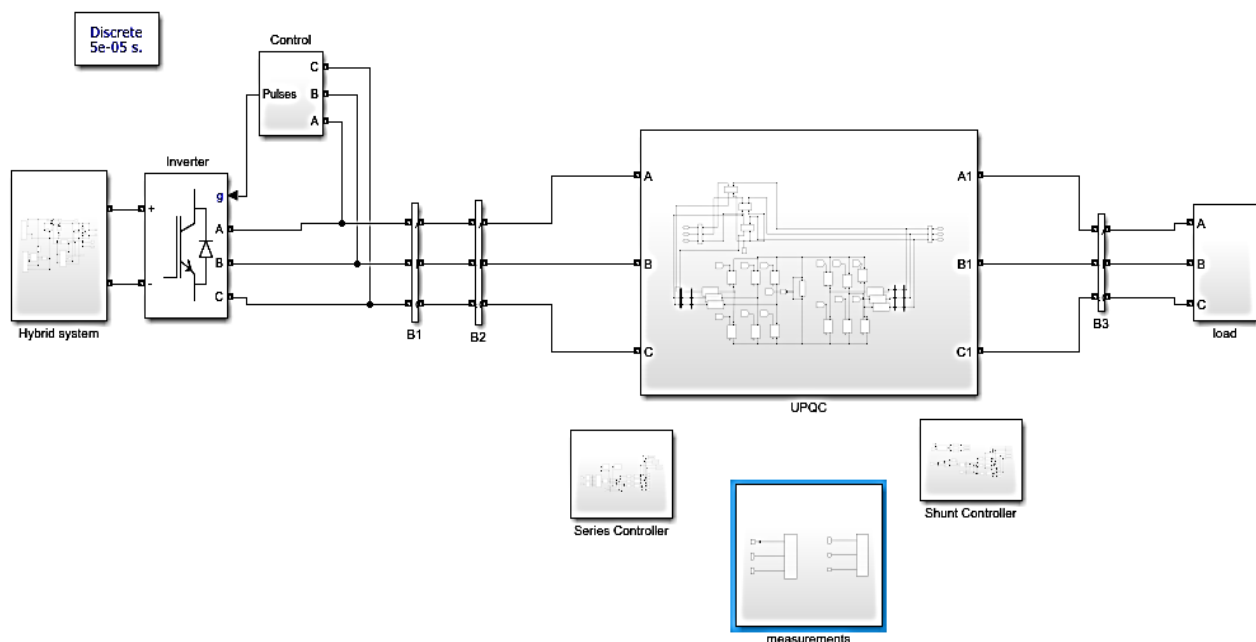 Discrete
5e-05 s.
Control
C
Pulses
B
A
Inverter
g
+
A
B
-
C
Hybrid system
B1
B2
A
A1
B
B1
C
C1
UPQC
A
B
C
B3
load
Series Controller
Shunt Controller
measurements